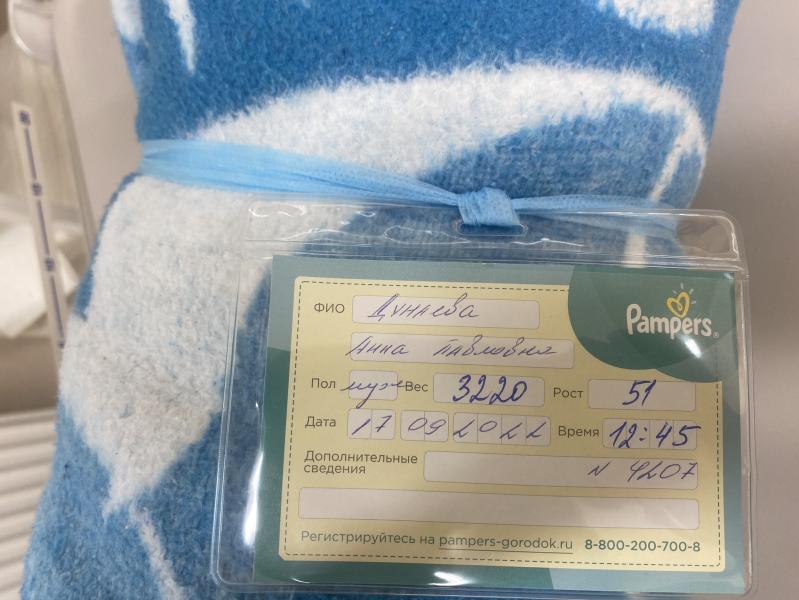 Pampers®
ФИО Дунаева
Анна Павловна
Пол муж Вес 3220 Рост 51
Дата 17 09 2022 Время 12:45
Дополнительные сведения N 4207
Регистрируйтесь на pampers-gorodok.ru 8-800-200-700-8